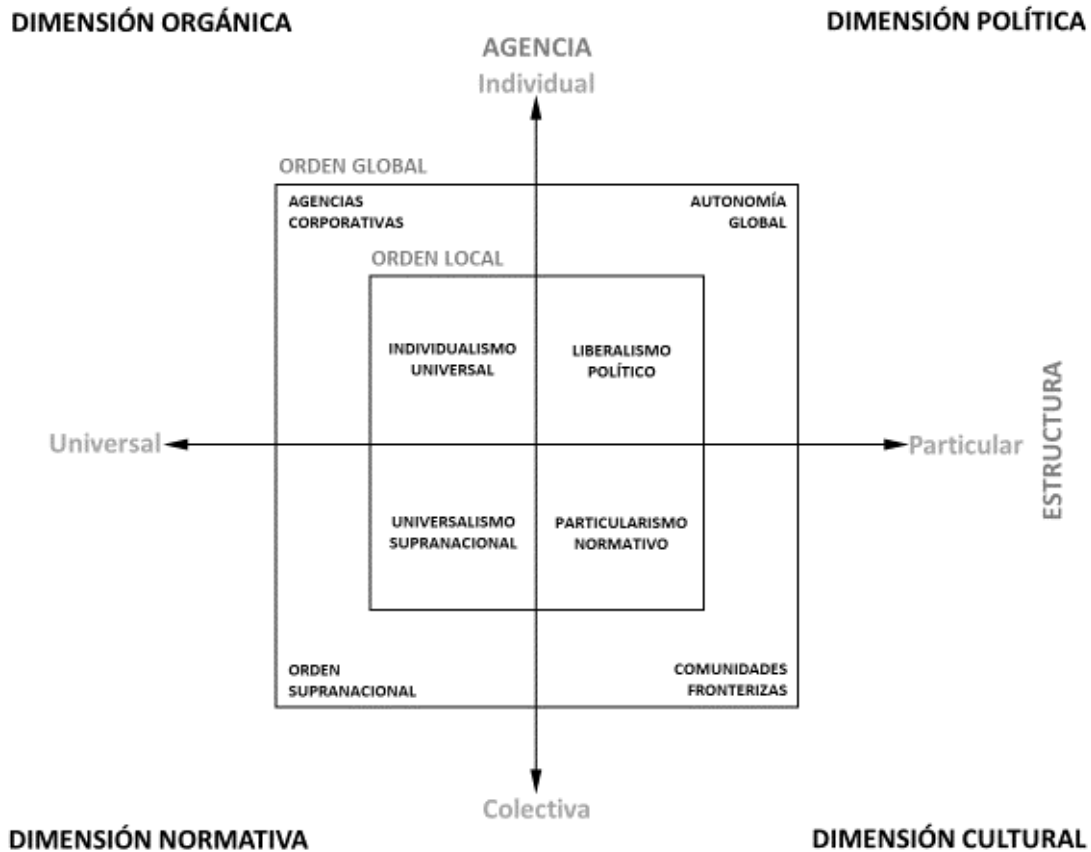 DIMENSIÓN ORGÁNICA
DIMENSIÓN POLÍTICA
AGENCIA
Individual
ORDEN GLOBAL
AGENCIAS
CORPORATIVAS
AUTONOMÍA
GLOBAL
ORDEN LOCAL
INDIVIDUALISMO
UNIVERSAL
LIBERALISMO
POLÍTICO
Universal
Particular
ESTRUCTURA
UNIVERSALISMO
SUPRANACIONAL
PARTICULARISMO
NORMATIVO
ORDEN
SUPRANACIONAL
COMUNIDADES
FRONTERIZAS
Colectiva
DIMENSIÓN NORMATIVA
DIMENSIÓN CULTURAL